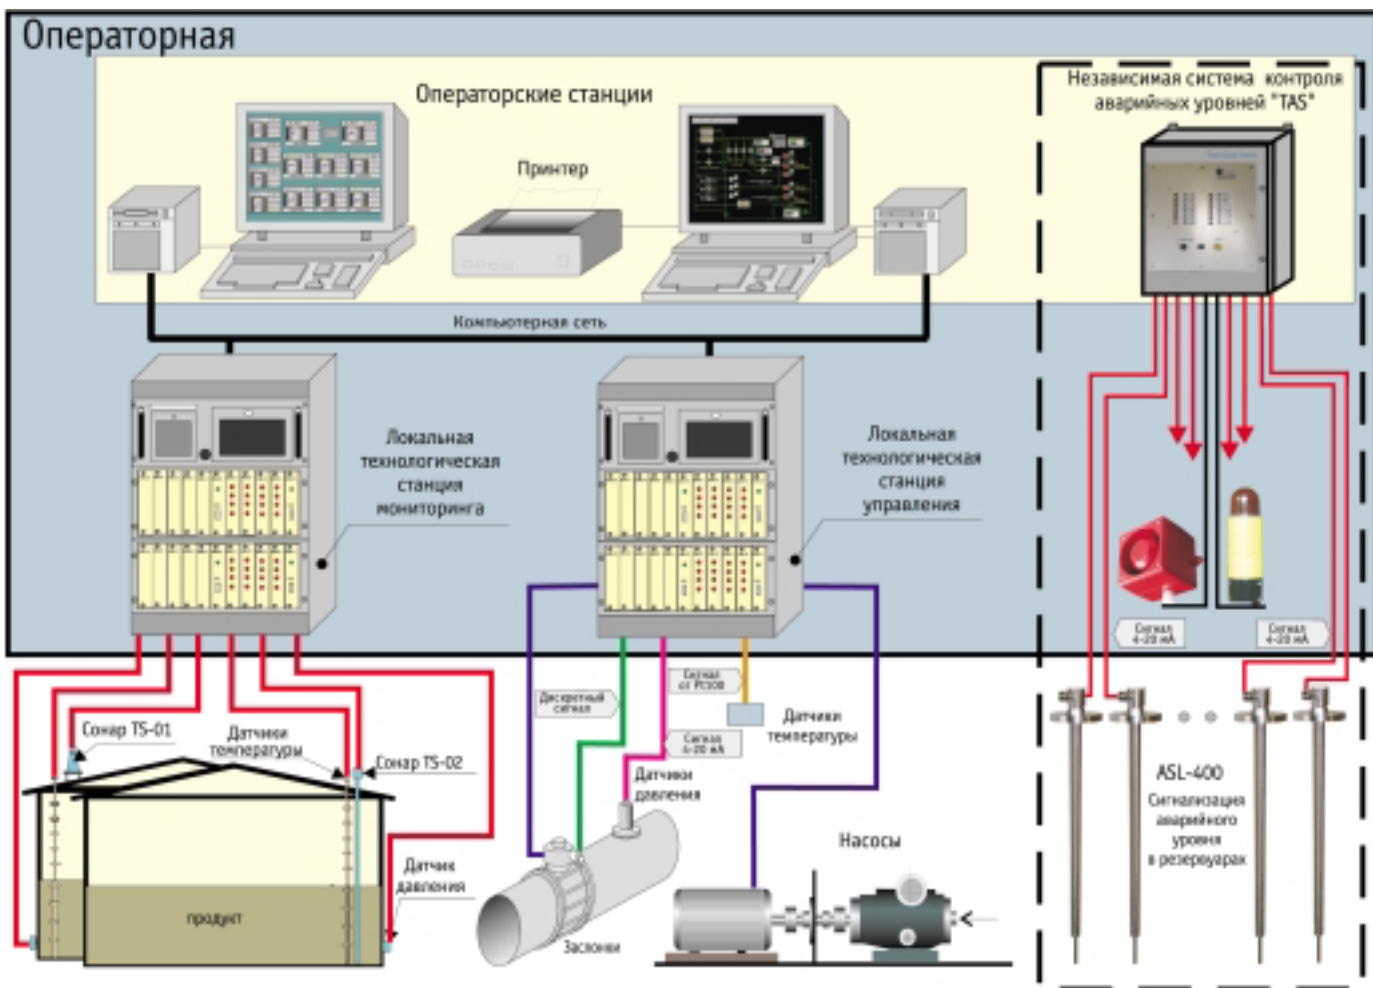 Операторная
Операторские станции
Принтер
Независимая система контроля
аварийных уровней "TAS"
Компьютерная сеть
Локальная
технологическая
станция
мониторинга
Локальная
технологическая
станция
управления
Сигнал
4-20 мА
Сигнал
4-20 мА
Дискретный
сигнал
Сигнал
от Pt100
Сигнал
4-20 мА
Датчики
температуры
Сонар TS-01
Датчики
температуры
Сонар TS-02
Датчики
давления
Датчик
давления
продукт
Заслонки
Насосы
ASL-400
Сигнализация
аварийного
уровня
в резервуарах